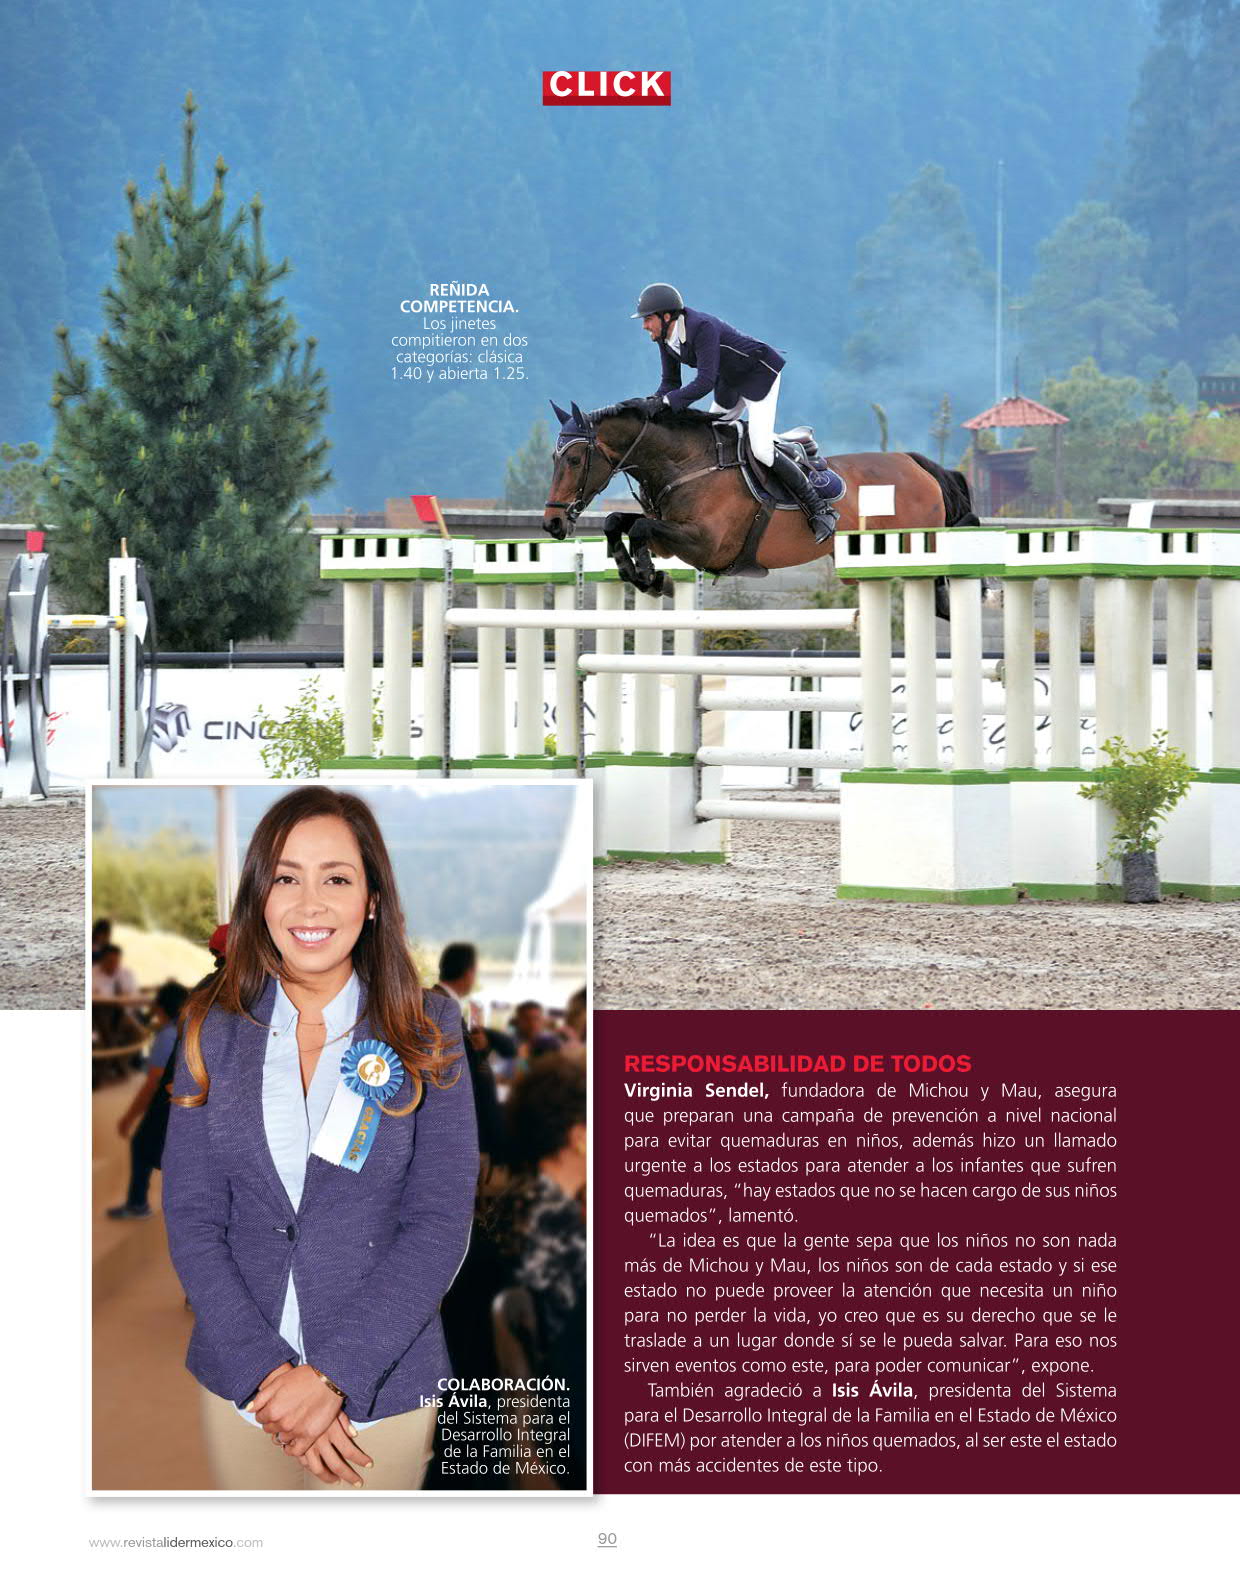 CLICK
REÑIDA
COMPETENCIA.
Los jinetes
compitieron en dos
categorías: clásica
1.40 y abierta 1.25.
GRACIAS
COLABORACIÓN.
Isis Ávila, presidenta
del Sistema para el
Desarrollo Integral
de la Familia en el
Estado de México.
RESPONSABILIDAD DE TODOS
Virginia Sendel, fundadora de Michou y Mau, asegura
que preparan una campaña de prevención a nivel nacional
para evitar quemaduras en niños, además hizo un llamado
urgente a los estados para atender a los infantes que sufren
quemaduras, “hay estados que no se hacen cargo de sus niños
quemados”, lamentó.
“La idea es que la gente sepa que los niños no son nada
más de Michou y Mau, los niños son de cada estado y si ese
estado no puede proveer la atención que necesita un niño
para no perder la vida, yo creo que es su derecho que se le
traslade a un lugar donde sí se le pueda salvar. Para eso nos
sirven eventos como este, para poder comunicar”, expone.
También agradeció a Isis Ávila, presidenta del Sistema
para el Desarrollo Integral de la Familia en el Estado de México
(DIFEM) por atender a los niños quemados, al ser este el estado
con más accidentes de este tipo.
www.revistalidermexico.com
90